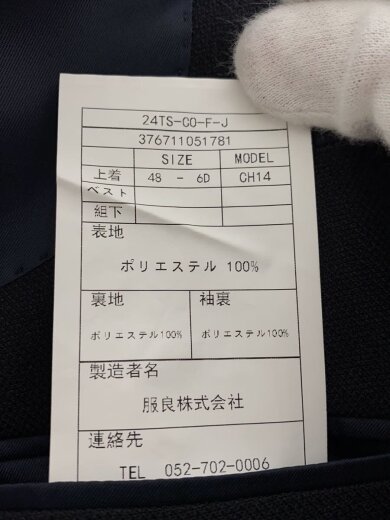 24TS-CO-F-J
376711051781
SIZE MODEL
上着 48 - 6D CH14
ベスト
組下
表地
ポリエステル 100%
裏地 袖裏
ポリエステル100% ポリエステル100%
製造者名
服良株式会社
連絡先
TEL 052-702-0006